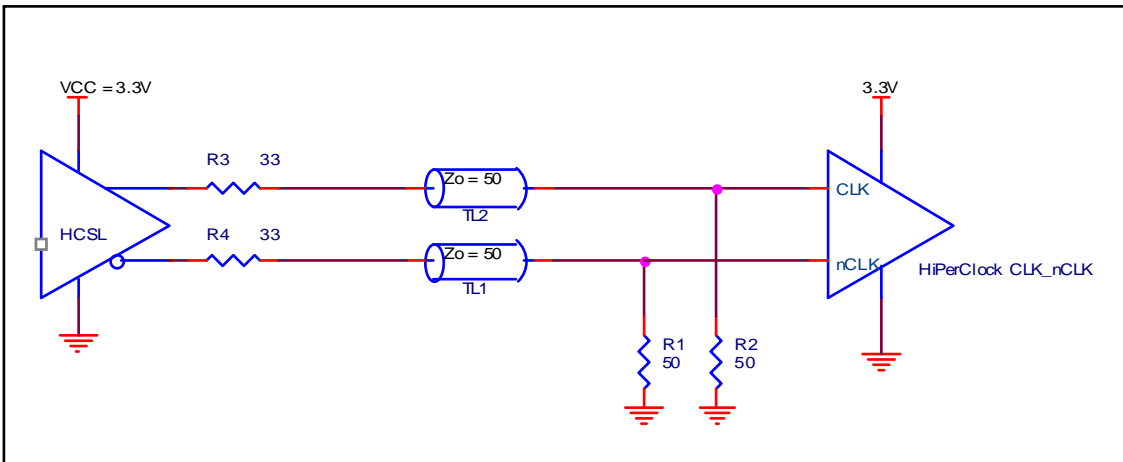 VCC = 3.3V
3.3V
R3 33
Zo = 50
TL2
CLK
HCSL
R4 33
Zo = 50
TL1
nCLK
HiPerClock CLK_nCLK
R1
50
R2
50